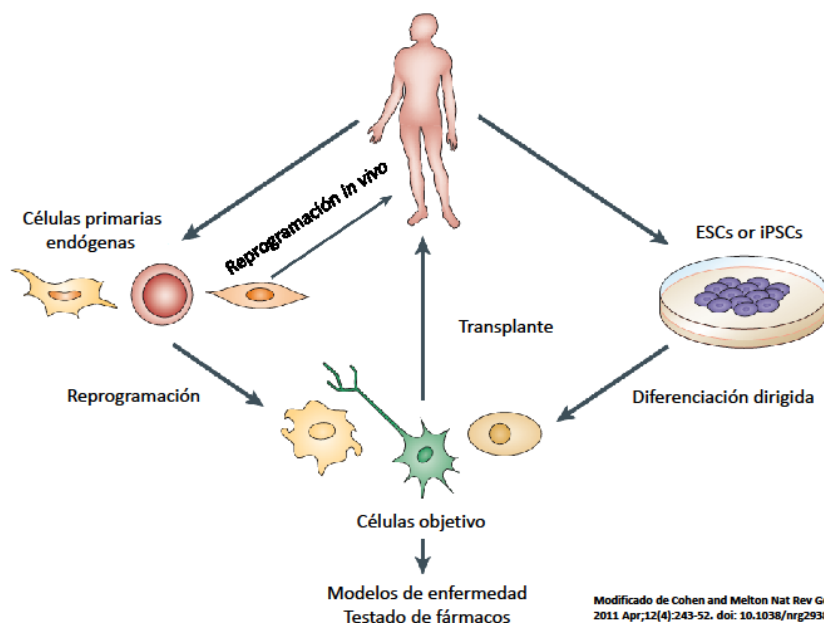 Reprogramación in vivo
Células primarias
endógenas
ESCs or iPSCs
Transplante
Reprogramación
Diferenciación dirigida
Células objetivo
Modelos de enfermedad
Testado de fármacos
Modificado de Cohen and Melton Nat Rev G
2011 Apr;12(4):243-52. doi: 10.1038/nrg293